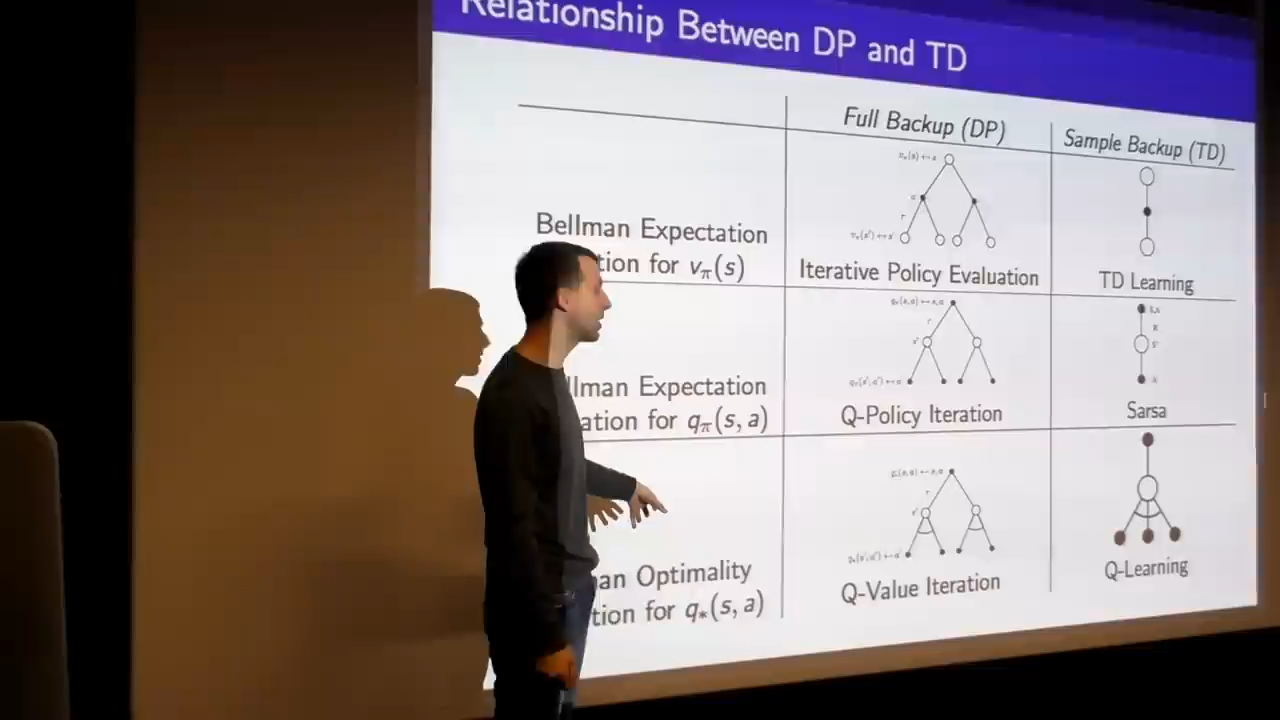 Relationship Between DP and TD
Full Backup (DP)
Sample Backup (TD)
Bellman Expectation
tion for vπ(s)
Iterative Policy Evaluation
TD Learning
llman Expectation
ation for qπ(s, a)
Q-Policy Iteration
Sarsa
an Optimality
tion for q*(s, a)
Q-Value Iteration
Q-Learning